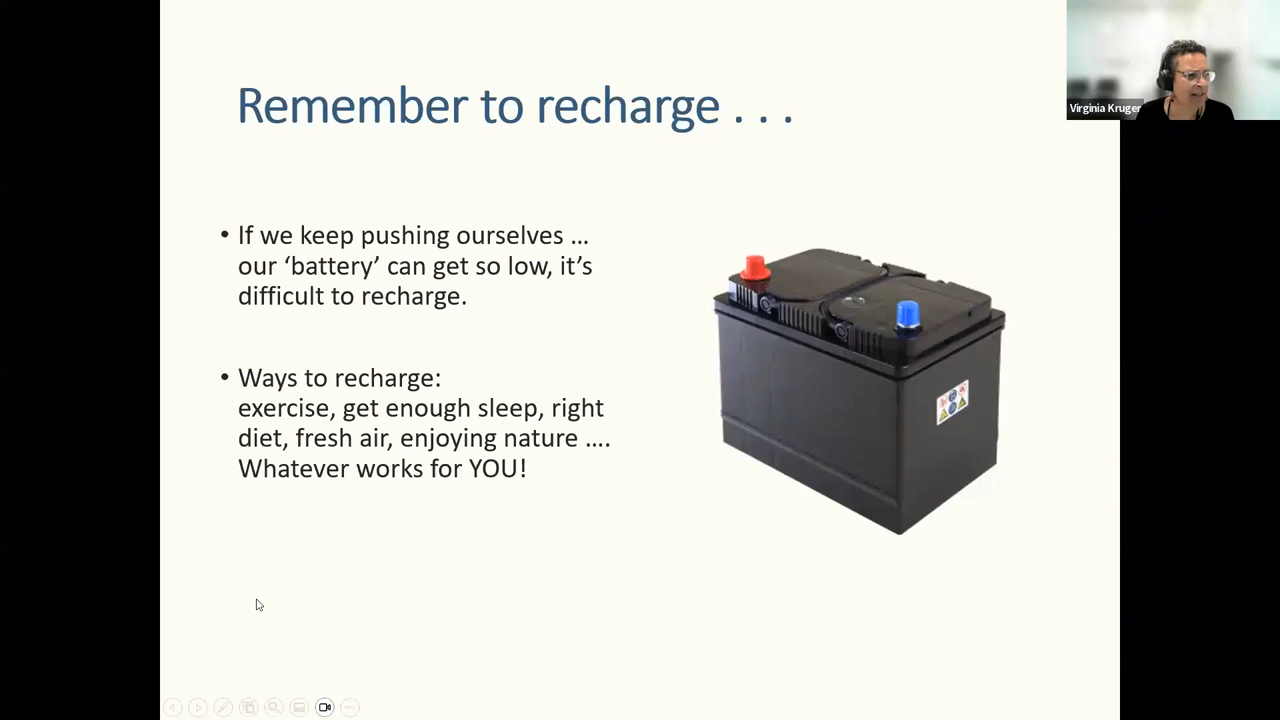 Remember to recharge . . .
Virginia Kruger
• If we keep pushing ourselves …
our ‘battery’ can get so low, it’s
difficult to recharge.
• Ways to recharge:
exercise, get enough sleep, right
diet, fresh air, enjoying nature ….
Whatever works for YOU!